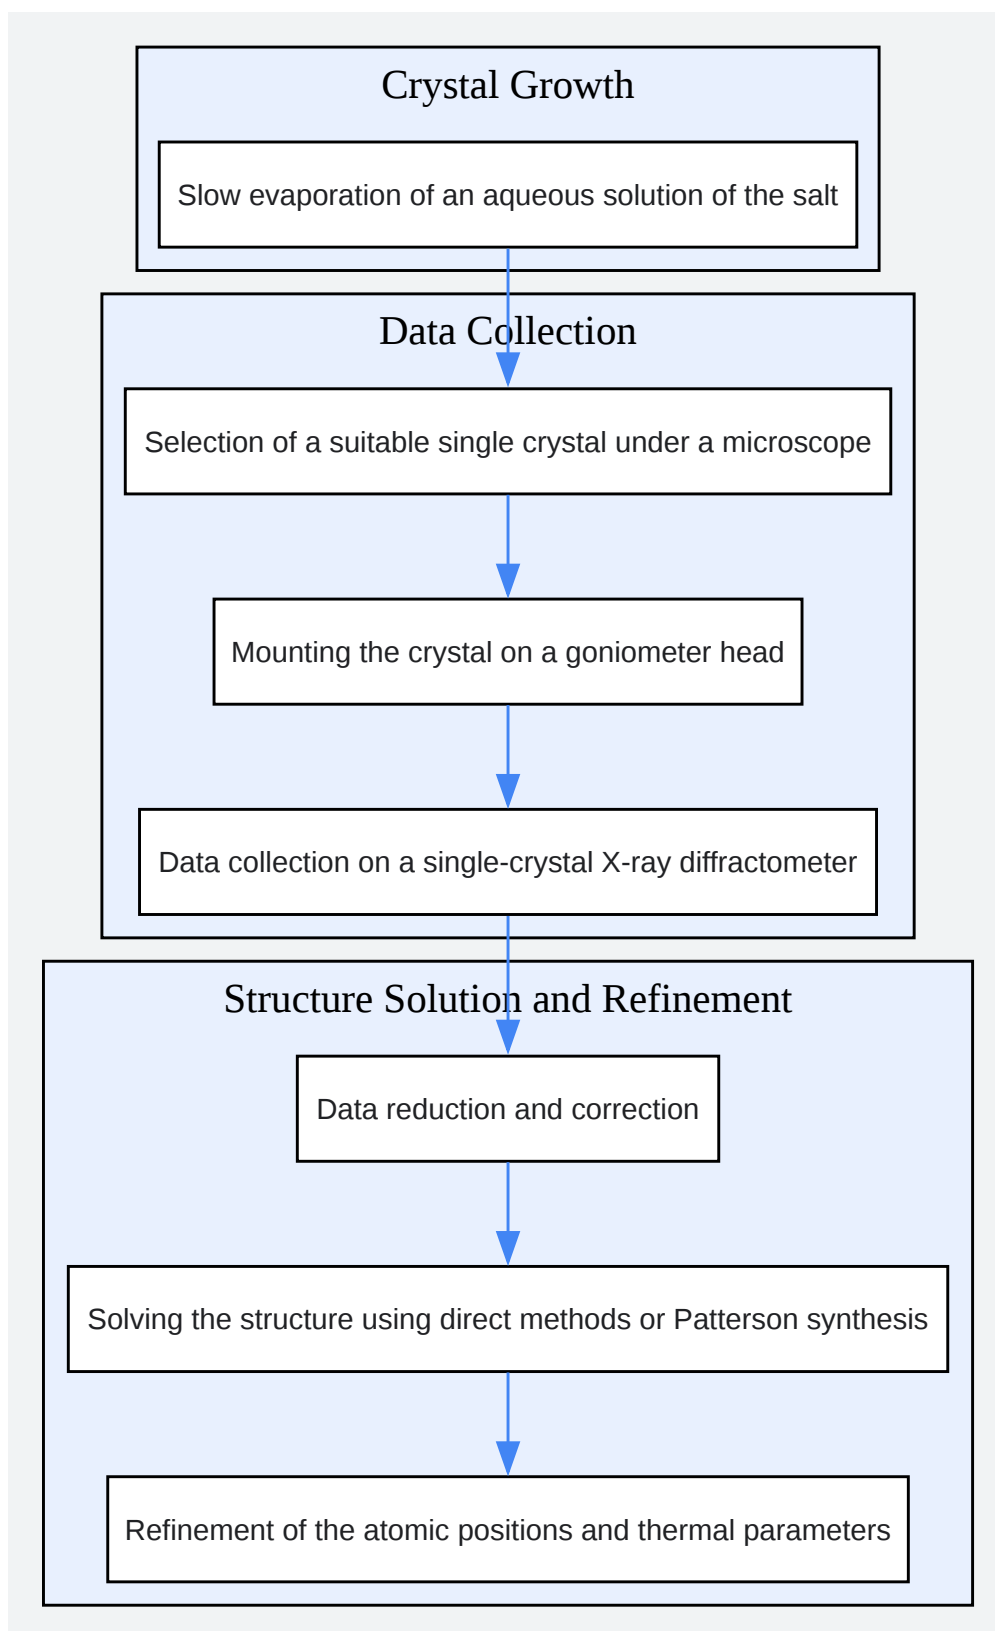 Crystal Growth
Slow evaporation of an aqueous solution of the salt
Data Collection
Selection of a suitable single crystal under a microscope
Mounting the crystal on a goniometer head
Data collection on a single-crystal X-ray diffractometer
Structure Solution and Refinement
Data reduction and correction
Solving the structure using direct methods or Patterson synthesis
Refinement of the atomic positions and thermal parameters